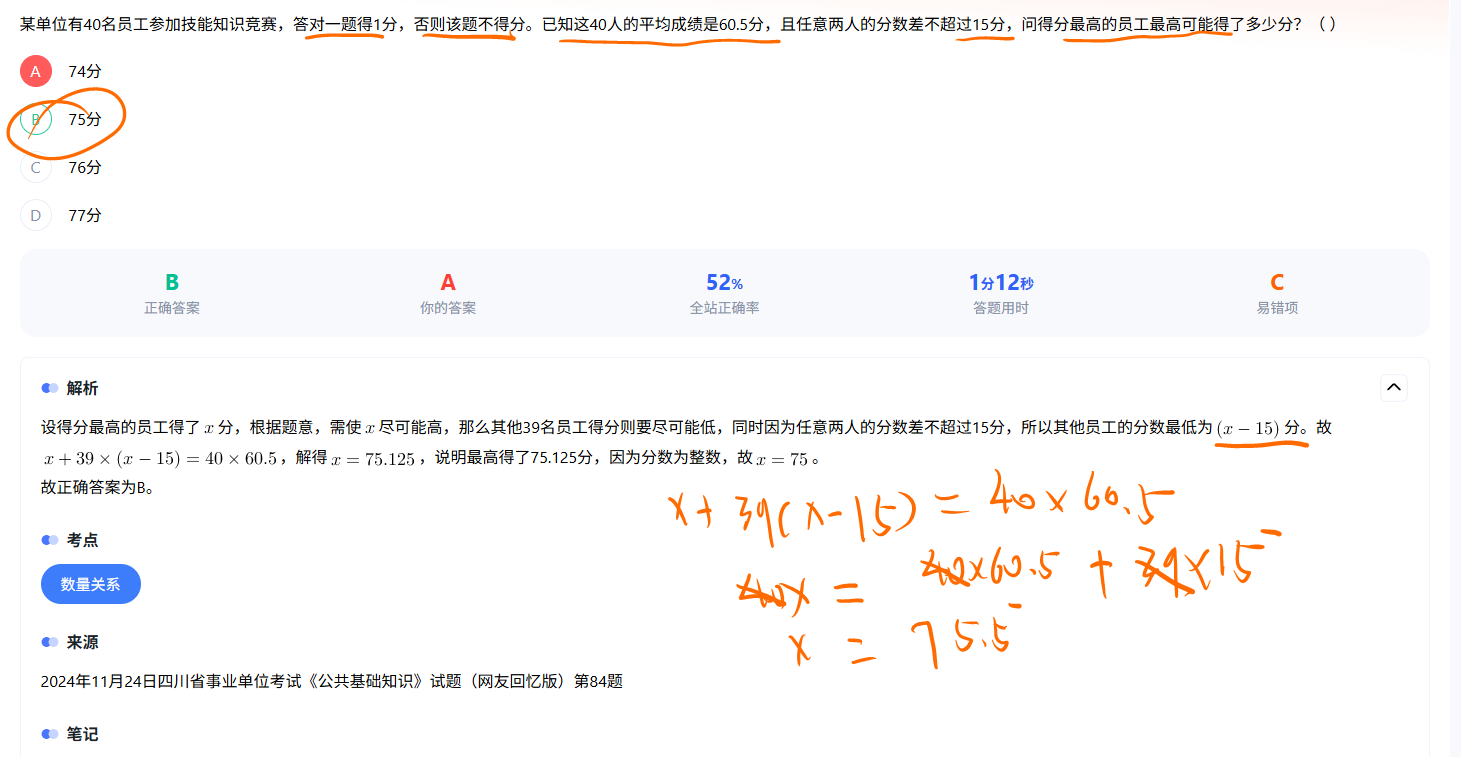 某单位有40名员工参加技能知识竞赛，答对一题得1分，否则该题不得分。已知这40人的平均成绩是60.5分，且任意两人的分数差不超过15分，问得分最高的员工最高可能得了多少分？（ ）
A 74分
B 75分
C 76分
D 77分
B A 52% 1分12秒 C
正确答案 你的答案 全站正确率 答题用时 易错项
解析
设得分最高的员工得了 x 分，根据题意，需使 x 尽可能高，那么其他39名员工得分则要尽可能低，同时因为任意两人的分数差不超过15分，所以其他员工的分数最低为 (x − 15) 分。故
x + 39 × (x − 15) = 40 × 60.5，解得 x = 75.125，说明最高得了75.125分，因为分数为整数，故 x = 75 。
故正确答案为B。
x+39(x-15) = 40×60.5
考点
40x = 40×60.5 + 39×15
数量关系
x = 75.5
来源
2024年11月24日四川省事业单位考试《公共基础知识》试题（网友回忆版）第84题
笔记